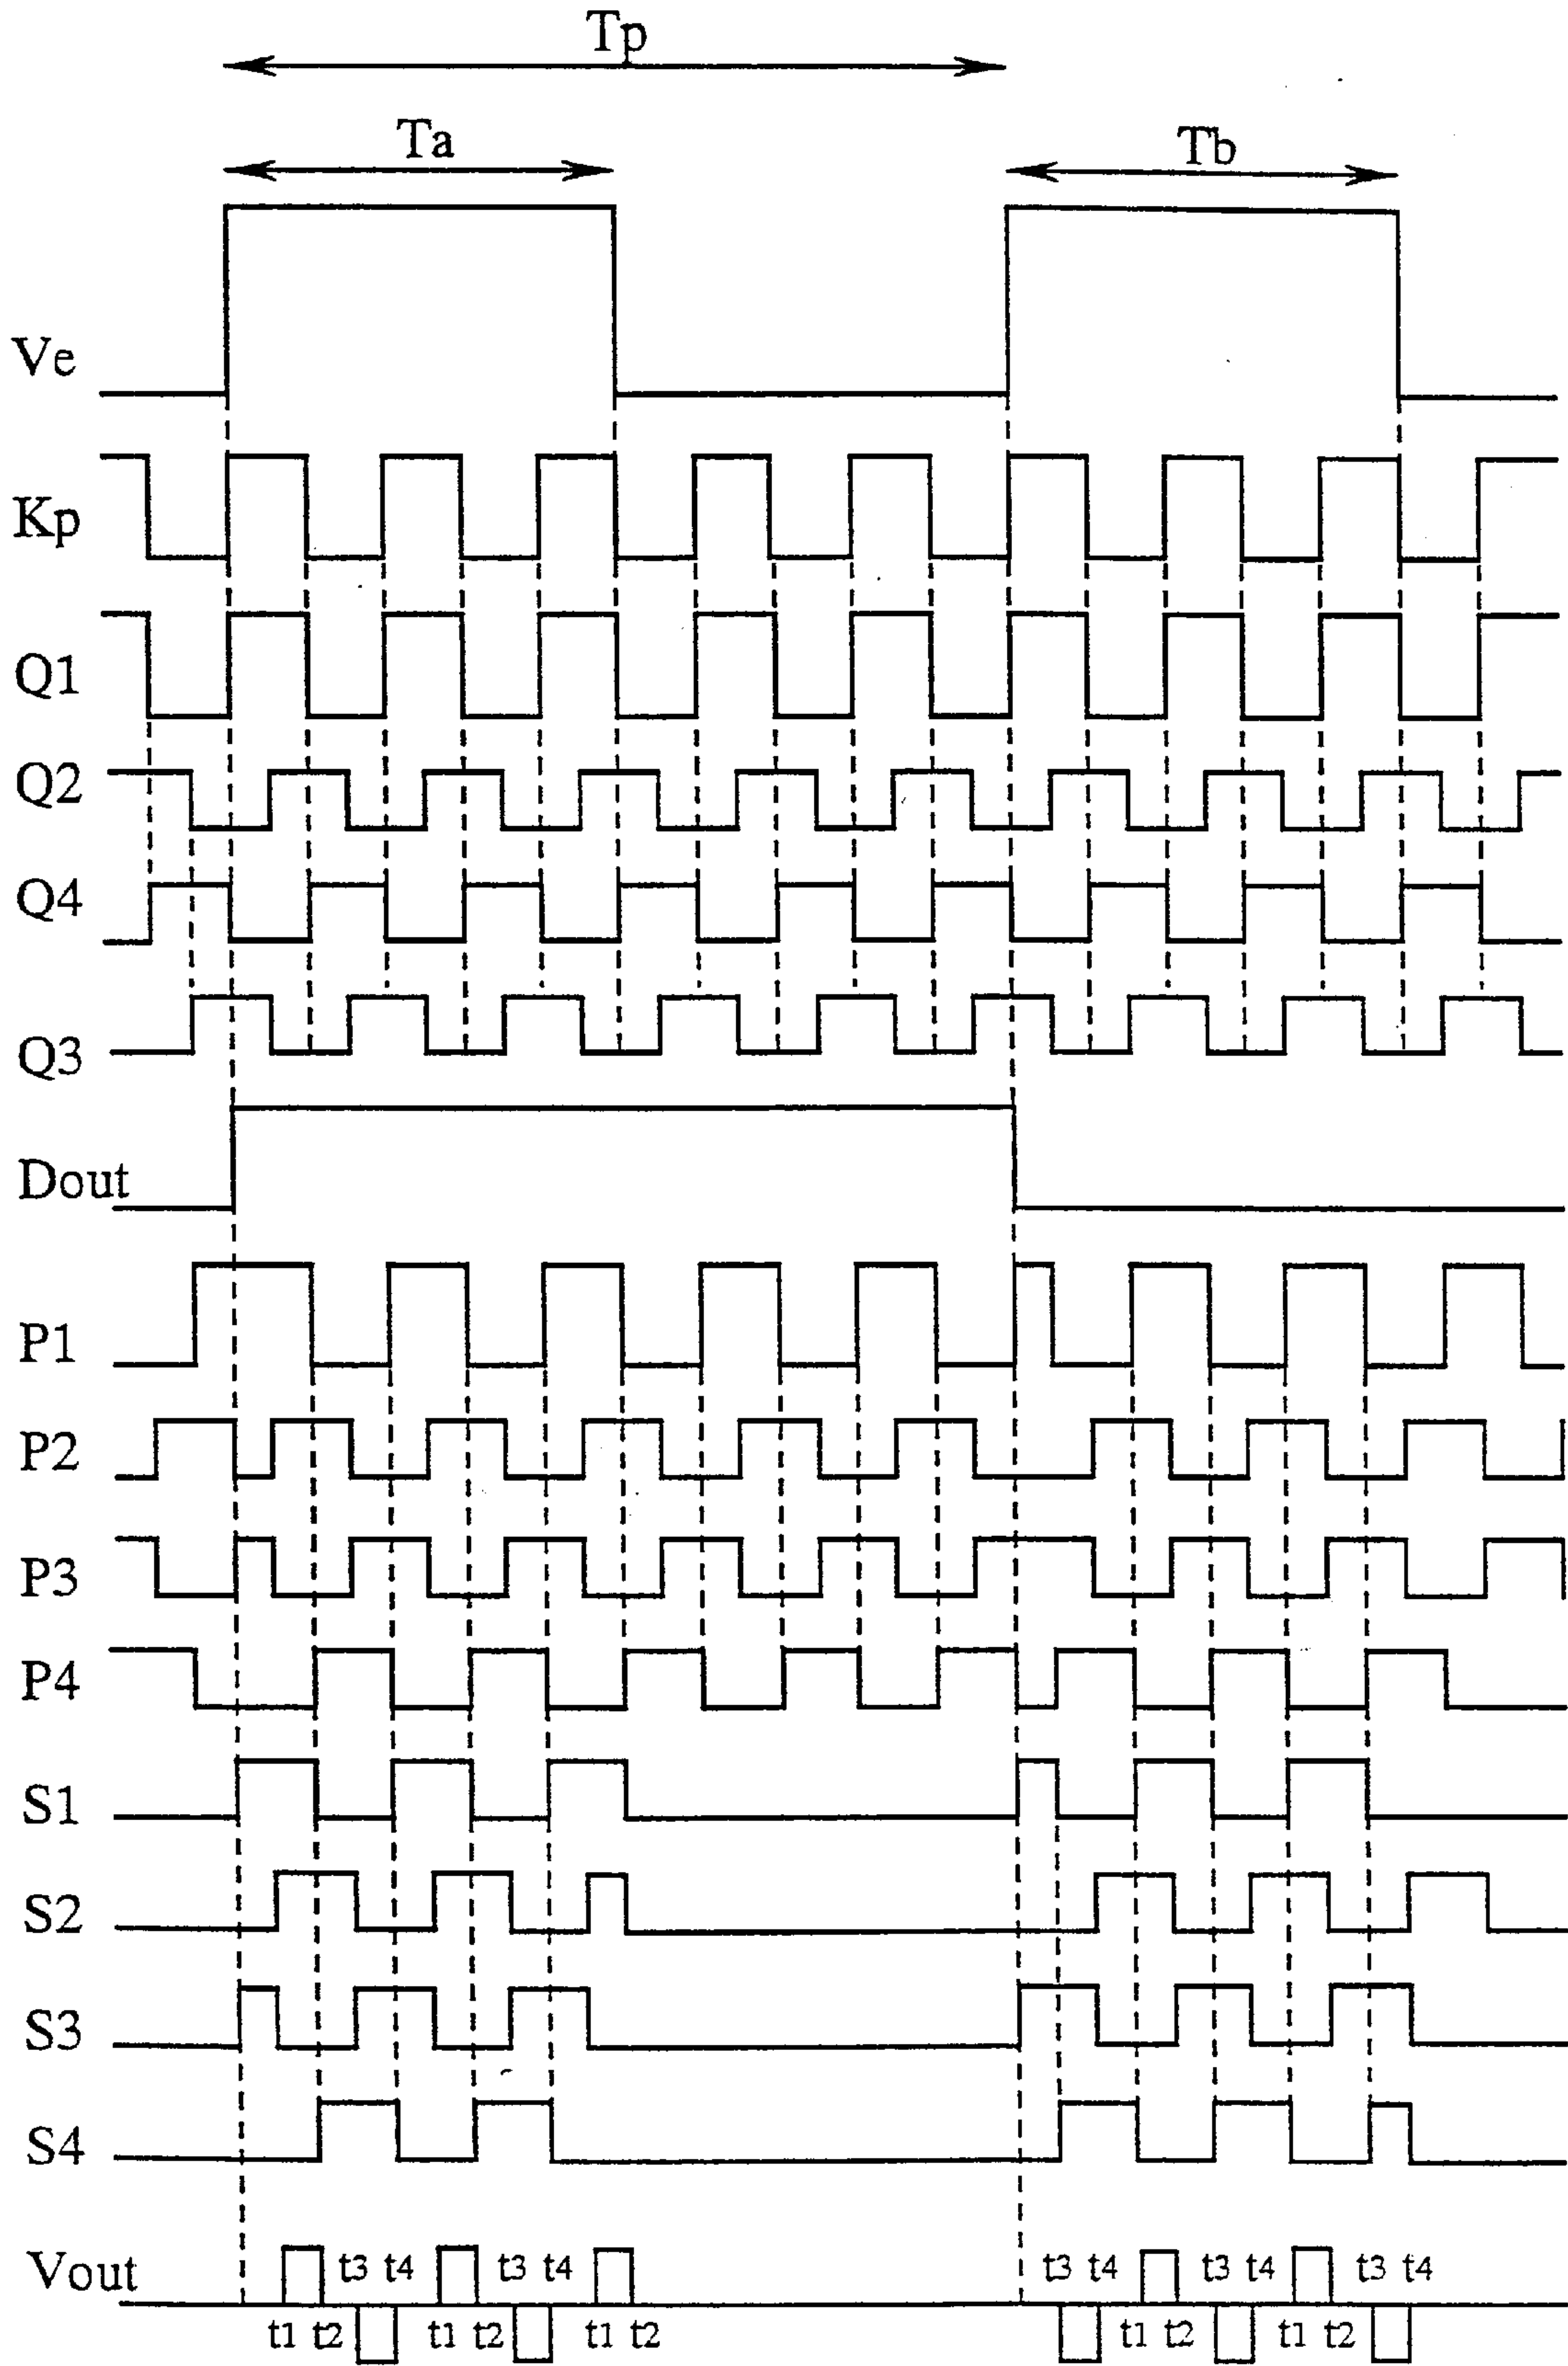 Tp
Ta
Tb
Ve
Kp
Q1
Q2
Q4
Q3
Dout
P1
P2
P3
P4
S1
S2
S3
S4
Vout
t3 t4 t3 t4 t3 t4 t3 t4 t3 t4
t1 t2 t1 t2 t1 t2 t1 t2 t1 t2